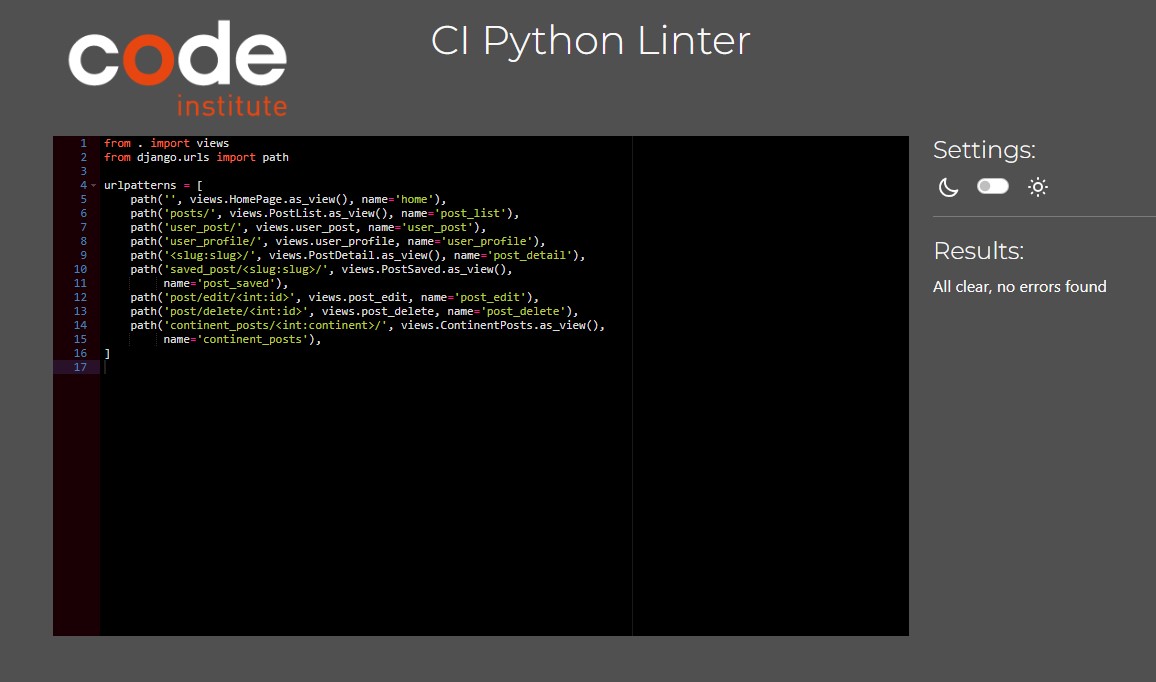 code
institute
CI Python Linter
1 from . import views
2 from django.urls import path
3
4 urlpatterns = [
5     path('', views.HomePage.as_view(), name='home'),
6     path('posts/', views.PostList.as_view(), name='post_list'),
7     path('user_post/', views.user_post, name='user_post'),
8     path('user_profile/', views.user_profile, name='user_profile'),
9     path('<slug:slug>/', views.PostDetail.as_view(), name='post_detail'),
10     path('saved_post/<slug:slug>/', views.PostSaved.as_view(),
11          name='post_saved'),
12     path('post/edit/<int:id>', views.post_edit, name='post_edit'),
13     path('post/delete/<int:id>', views.post_delete, name='post_delete'),
14     path('continent_posts/<int:continent>/', views.ContinentPosts.as_view(),
15          name='continent_posts'),
16 ]
17
Settings:
Results:
All clear, no errors found